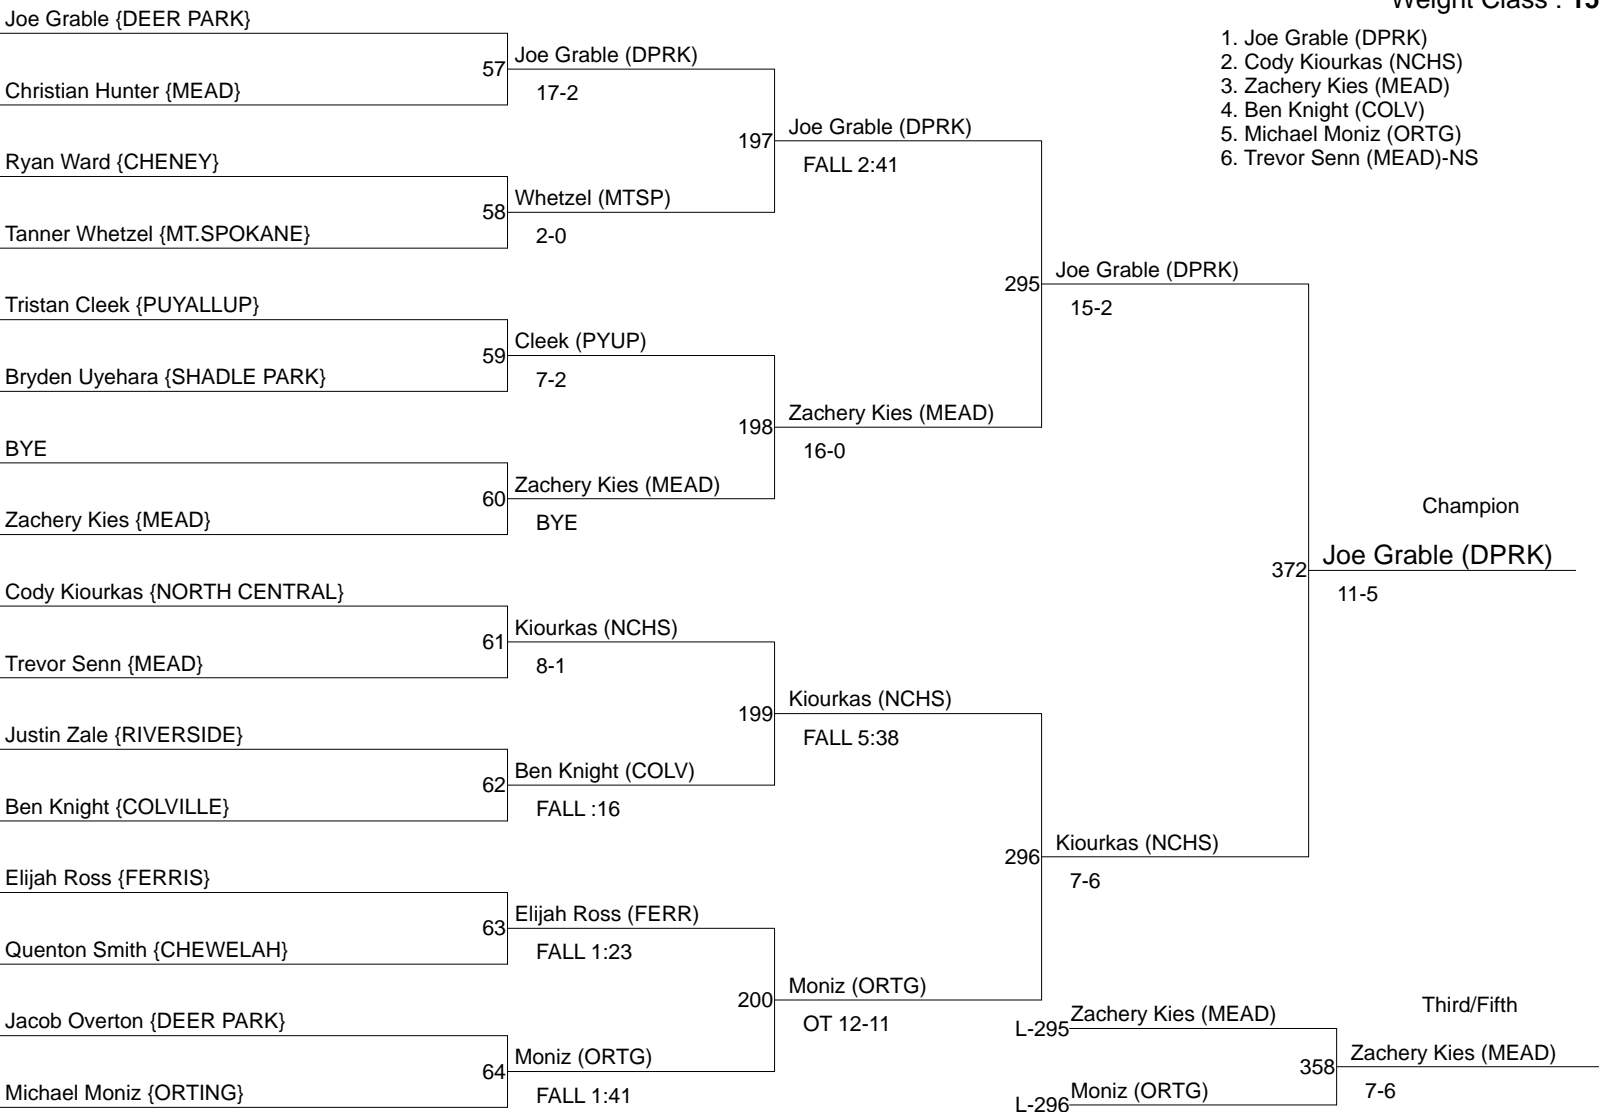 Weight Class : 15
1. Joe Grable (DPRK)
2. Cody Kiourkas (NCHS)
3. Zachery Kies (MEAD)
4. Ben Knight (COLV)
5. Michael Moniz (ORTG)
6. Trevor Senn (MEAD)-NS
Joe Grable {DEER PARK}
57 Joe Grable (DPRK)
17-2
Christian Hunter {MEAD}
197 Joe Grable (DPRK)
FALL 2:41
Ryan Ward {CHENEY}
58 Whetzel (MTSP)
2-0
Tanner Whetzel {MT.SPOKANE}
295 Joe Grable (DPRK)
15-2
Tristan Cleek {PUYALLUP}
59 Cleek (PYUP)
7-2
Bryden Uyehara {SHADLE PARK}
198 Zachery Kies (MEAD)
16-0
BYE
60 Zachery Kies (MEAD)
BYE
Zachery Kies {MEAD}
Champion
372 Joe Grable (DPRK)
11-5
Cody Kiourkas {NORTH CENTRAL}
61 Kiourkas (NCHS)
8-1
Trevor Senn {MEAD}
199 Kiourkas (NCHS)
FALL 5:38
Justin Zale {RIVERSIDE}
62 Ben Knight (COLV)
FALL :16
Ben Knight {COLVILLE}
296 Kiourkas (NCHS)
7-6
Elijah Ross {FERRIS}
63 Elijah Ross (FERR)
FALL 1:23
Quenton Smith {CHEWELAH}
200 Moniz (ORTG)
OT 12-11
Jacob Overton {DEER PARK}
64 Moniz (ORTG)
FALL 1:41
Michael Moniz {ORTING}
Third/Fifth
L-295 Zachery Kies (MEAD)
358 Zachery Kies (MEAD)
7-6
L-296 Moniz (ORTG)